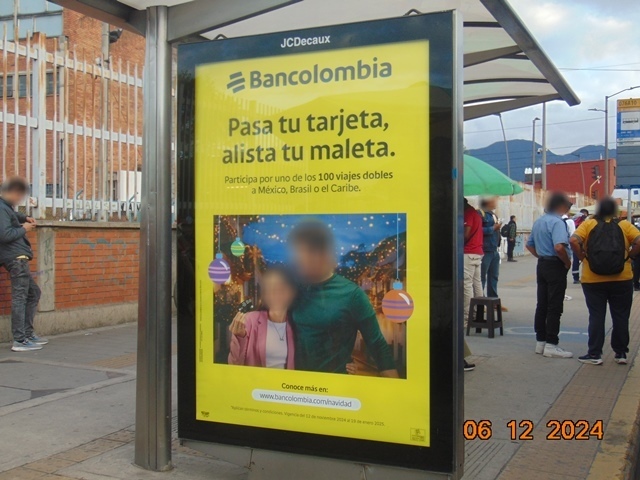 JCDecaux
Bancolombia
Pasa tu tarjeta,
alista tu maleta.
Participa por uno de los 100 viajes dobles
a México, Brasil o el Caribe.
Conoce más en:
www.bancolombia.com/navidad
06 12 2024